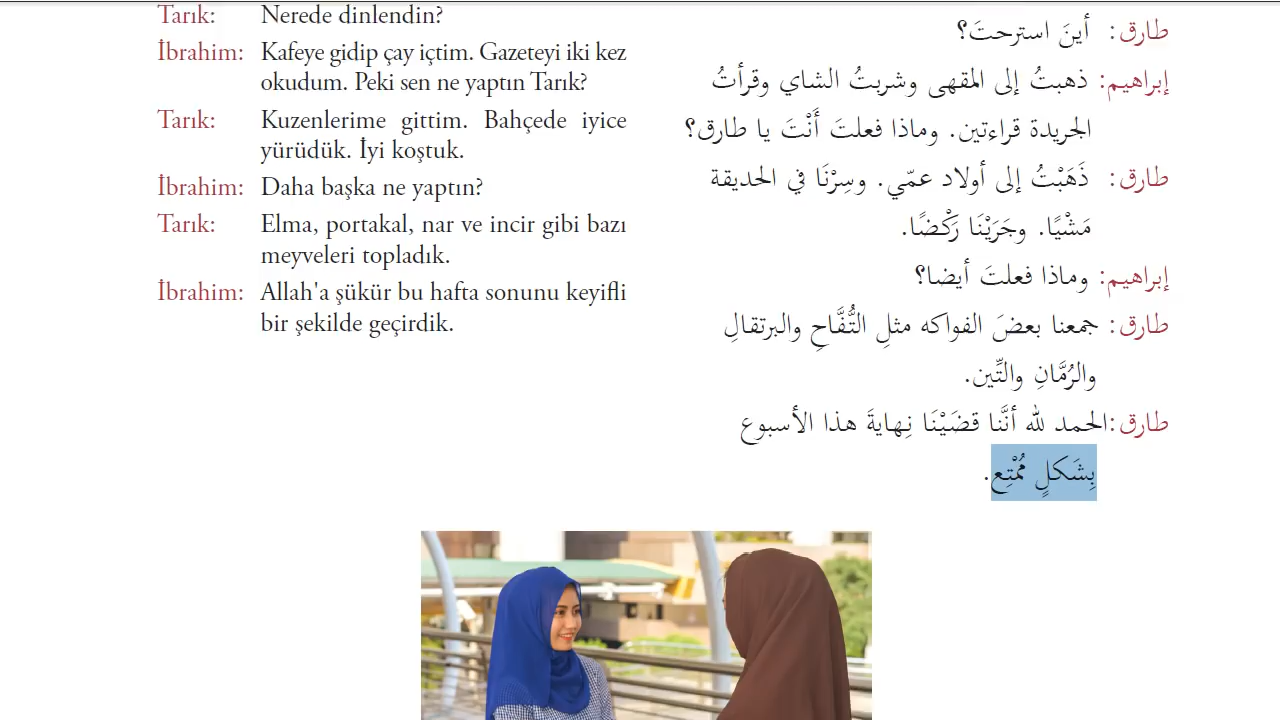 Tarık: Nerede dinlendin?
İbrahim: Kafeye gidip çay içtim. Gazeteyi iki kez
okudum. Peki sen ne yaptın Tarık?
Tarık: Kuzenlerime gittim. Bahçede iyice
yürüdük. İyi koştuk.
İbrahim: Daha başka ne yaptın?
Tarık: Elma, portakal, nar ve incir gibi bazı
meyveleri topladık.
İbrahim: Allah'a şükür bu hafta sonunu keyifli
bir şekilde geçirdik.
طارق: أينَ استرحتَ؟
إبراهيم: ذهبتُ إلى المقهى وشربتُ الشاي وقرأتُ
الجريدة قراءتين. وماذا فعلتَ أَنْتَ يا طارق؟
طارق: ذَهَبْتُ إلى أولاد عمّي. وسِرْنَا في الحديقة
مَشْيًا. وجَرَيْنَا رَكْضًا.
إبراهيم: وماذا فعلتَ أيضا؟
طارق: جمعنا بعضَ الفواكه مثلِ التُّفَّاحِ والبرتقالِ
والرُمَّانِ والتِّين.
طارق:الحمد لله أنَّنا قضَيْنَا نِهايةَ هذا الأسبوع
بِشَكلٍ مُمْتِع.